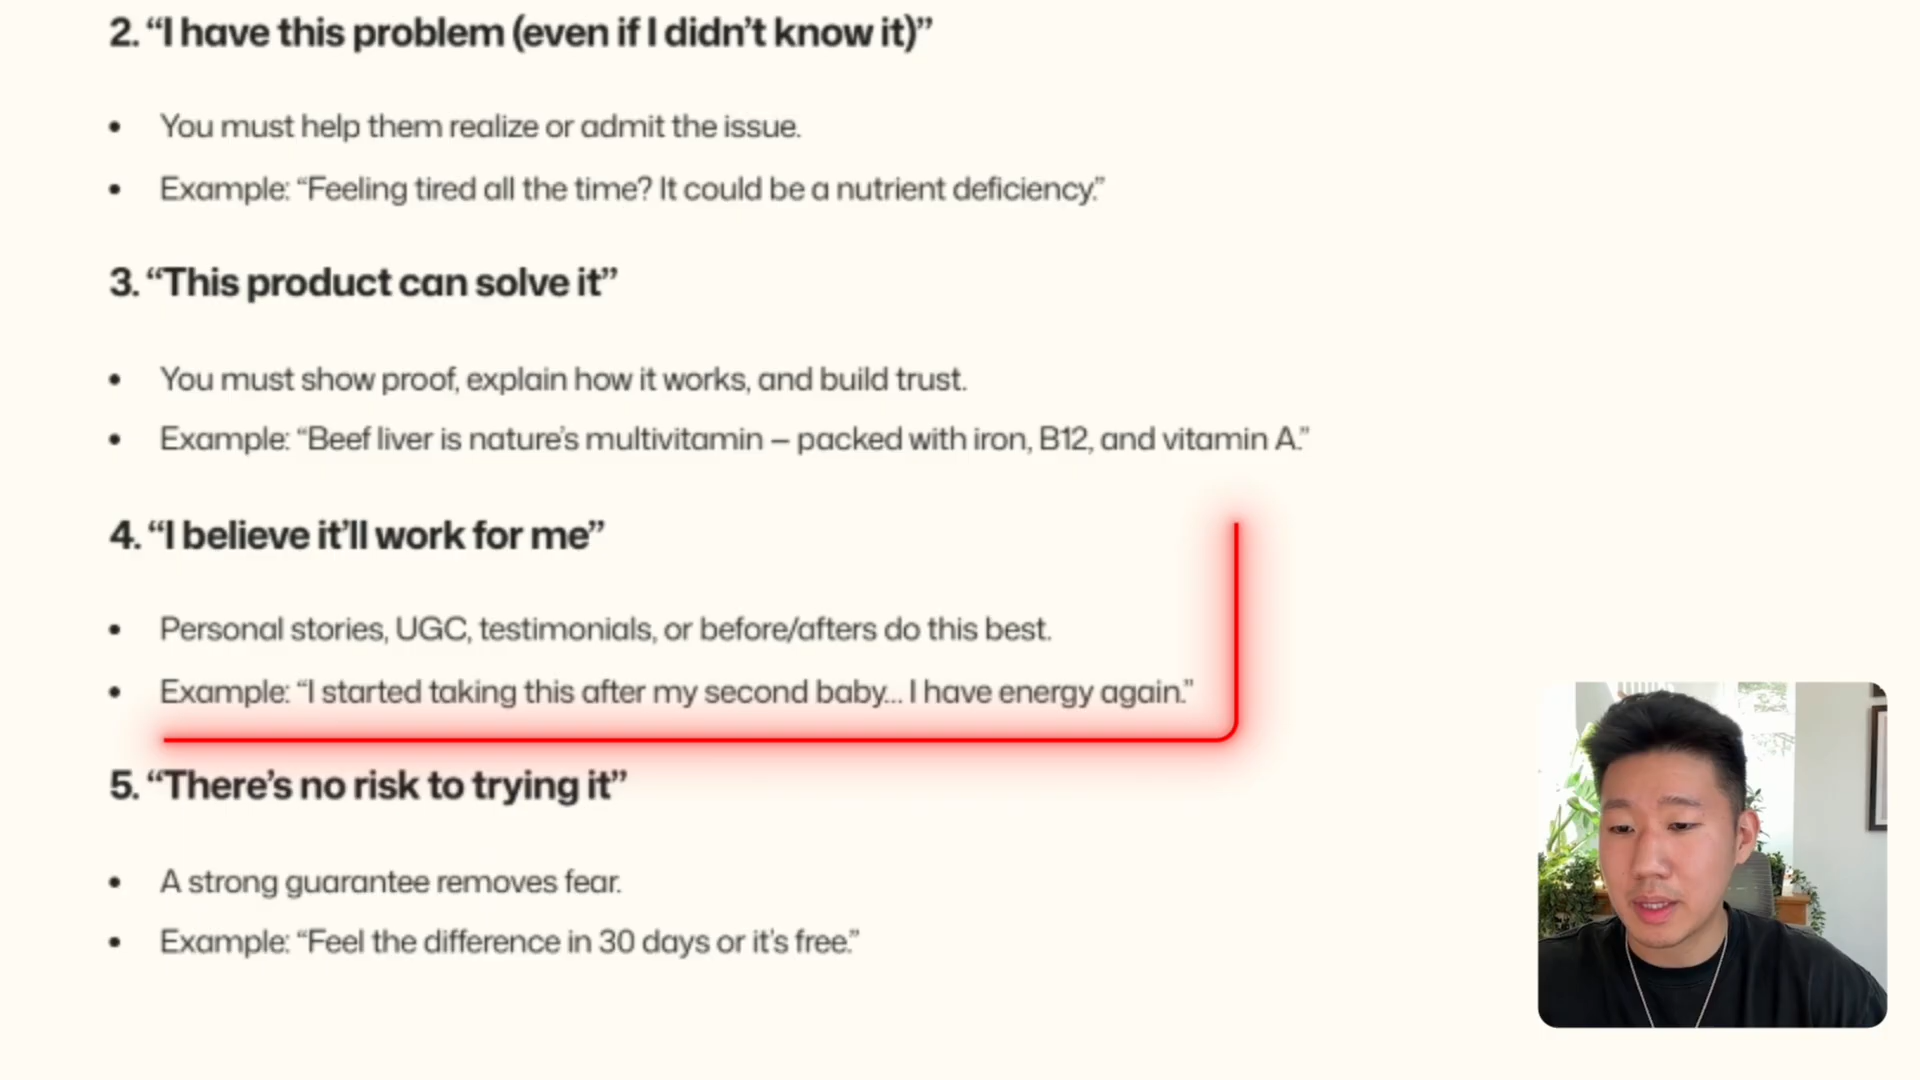 2. “I have this problem (even if I didn’t know it)”
• You must help them realize or admit the issue.
• Example: “Feeling tired all the time? It could be a nutrient deficiency.”
3. “This product can solve it”
• You must show proof, explain how it works, and build trust.
• Example: “Beef liver is nature’s multivitamin – packed with iron, B12, and vitamin A.”
4. “I believe it’ll work for me”
• Personal stories, UGC, testimonials, or before/afters do this best.
• Example: “I started taking this after my second baby... I have energy again.”
5. “There’s no risk to trying it”
• A strong guarantee removes fear.
• Example: “Feel the difference in 30 days or it’s free.”